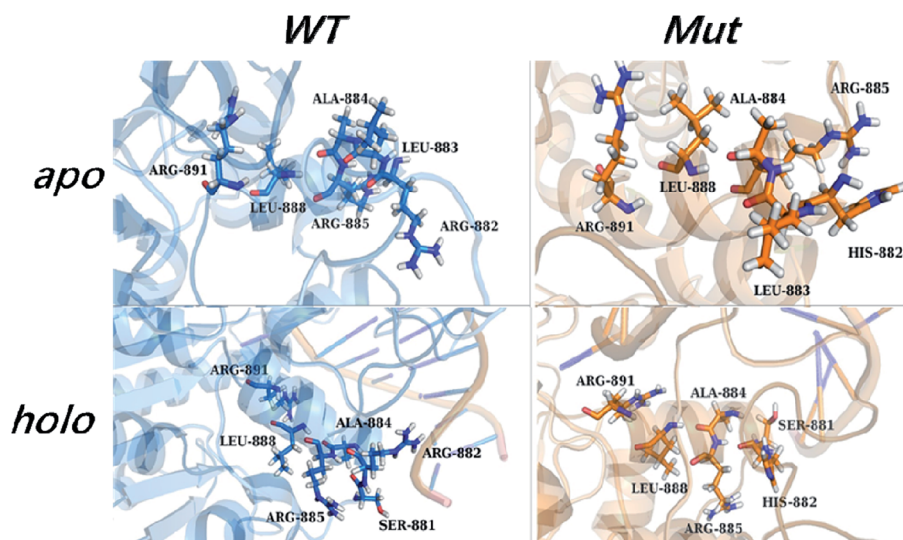 WT
Mut
apo
ALA-884
LEU-883
ARG-891
LEU-888
ARG-885
ARG-882
ARG-885
ALA-884
LEU-888
ARG-891
HIS-882
LEU-883
holo
ARG-891
ALA-884
LEU-888
ARG-882
ARG-885
SER-881
ARG-891
ALA-884
SER-881
LEU-888
HIS-882
ARG-885